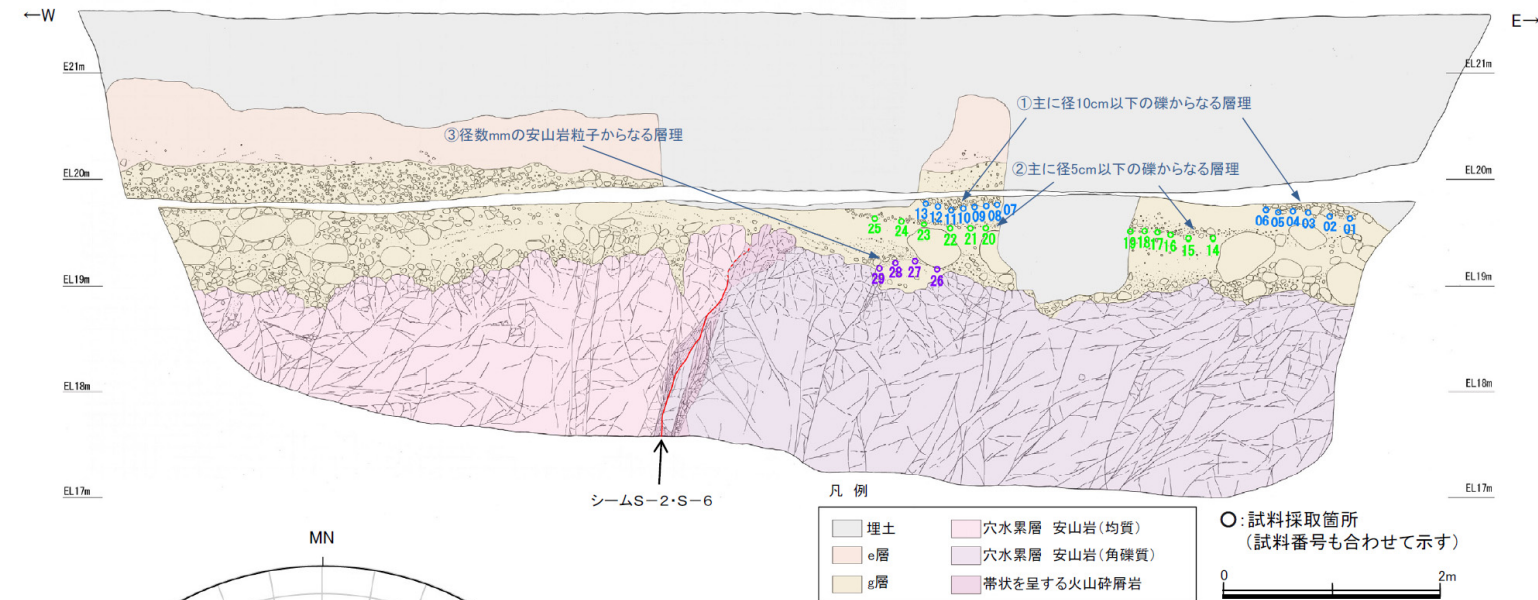 ←W
E→
E21m
EL21m
①主に径10cm以下の礫からなる層理
③径数mmの安山岩粒子からなる層理
②主に径5cm以下の礫からなる層理
EL20m
EL20m
13 12 11 10 09 08 07
06 05 04 03 02 01
25 24 23 22 21 20
19 18 17 16 15 14
29 28 27 26
EL19m
EL19m
EL18m
EL18m
EL17m
EL17m
シームS-2・S-6
凡 例
埋土
穴水累層 安山岩(均質)
e層
穴水累層 安山岩(角礫質)
g層
帯状を呈する火山砕屑岩
○:試料採取箇所
(試料番号も合わせて示す)
0 2m
MN